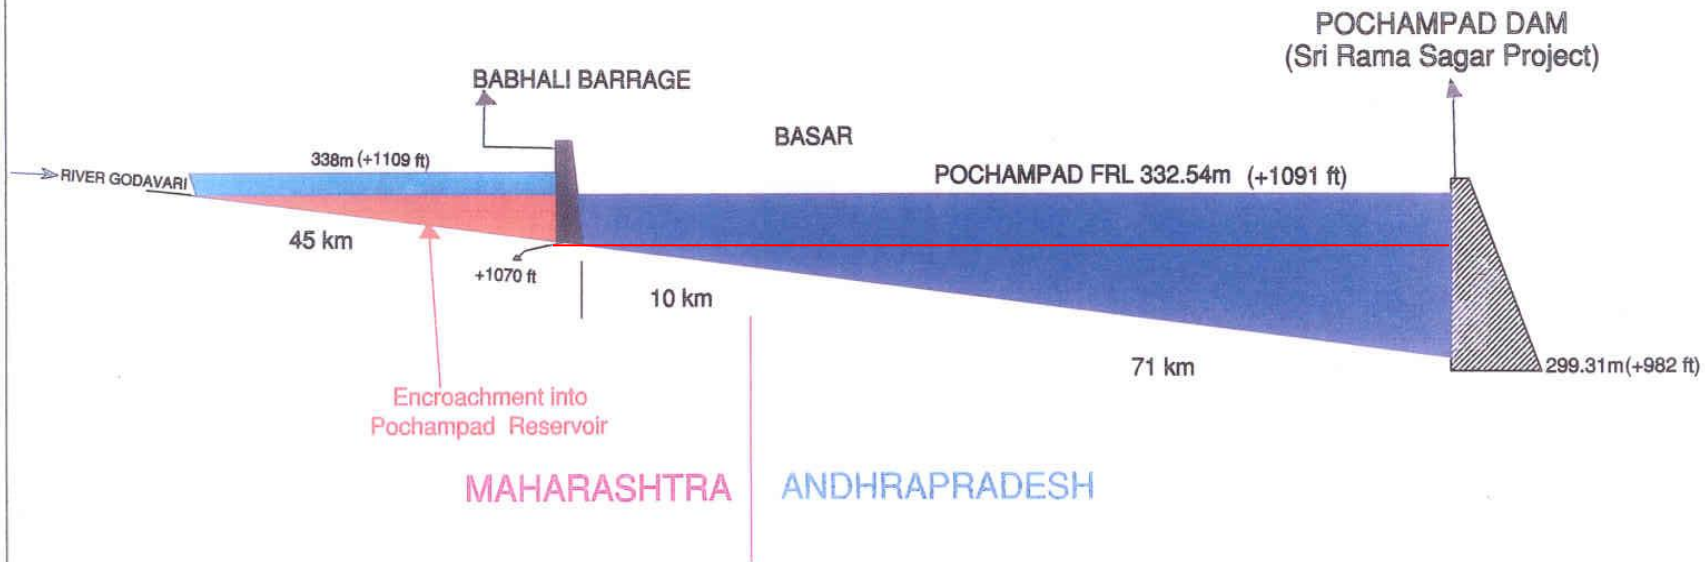 POCHAMPAD DAM
(Sri Rama Sagar Project)
BABHALI BARRAGE
BASAR
338m (+1109 ft)
RIVER GODAVARI
POCHAMPAD FRL 332.54m (+1091 ft)
45 km
+1070 ft
10 km
71 km
299.31m(+982 ft)
Encroachment into
Pochampad Reservoir
MAHARASHTRA
ANDHRAPRADESH